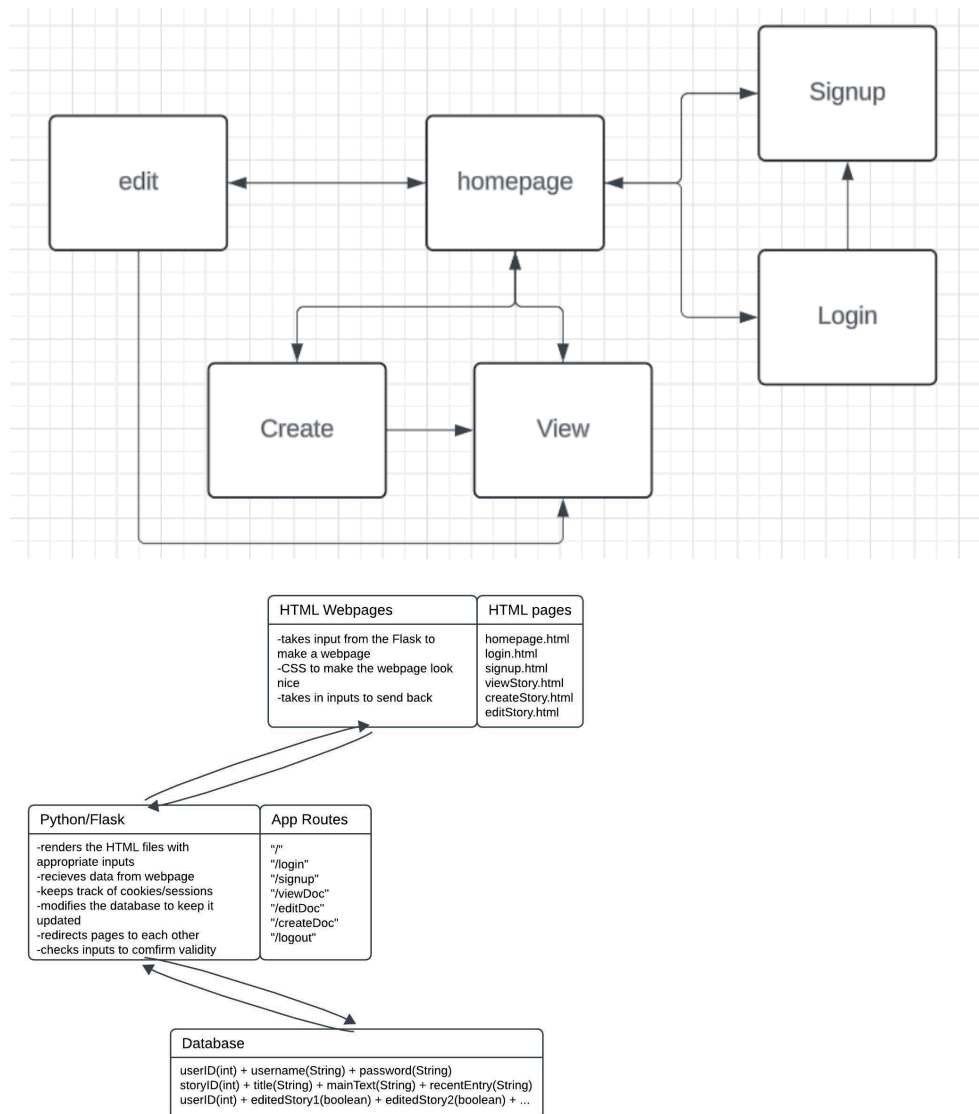 Signup
edit
homepage
Login
Create
View
HTML Webpages
-takes input from the Flask to
make a webpage
-CSS to make the webpage look
nice
-takes in inputs to send back
HTML pages
homepage.html
login.html
signup.html
viewStory.html
createStory.html
editStory.html
Python/Flask
-renders the HTML files with
appropriate inputs
-recieves data from webpage
-keeps track of cookies/sessions
-modifies the database to keep it
updated
-redirects pages to each other
-checks inputs to comfirm validity
App Routes
"/"
"/login"
"/signup"
"/viewDoc"
"/editDoc"
"/createDoc"
"/logout"
Database
userID(int) + username(String) + password(String)
storyID(int) + title(String) + mainText(String) + recentEntry(String)
userID(int) + editedStory1(boolean) + editedStory2(boolean) + ...